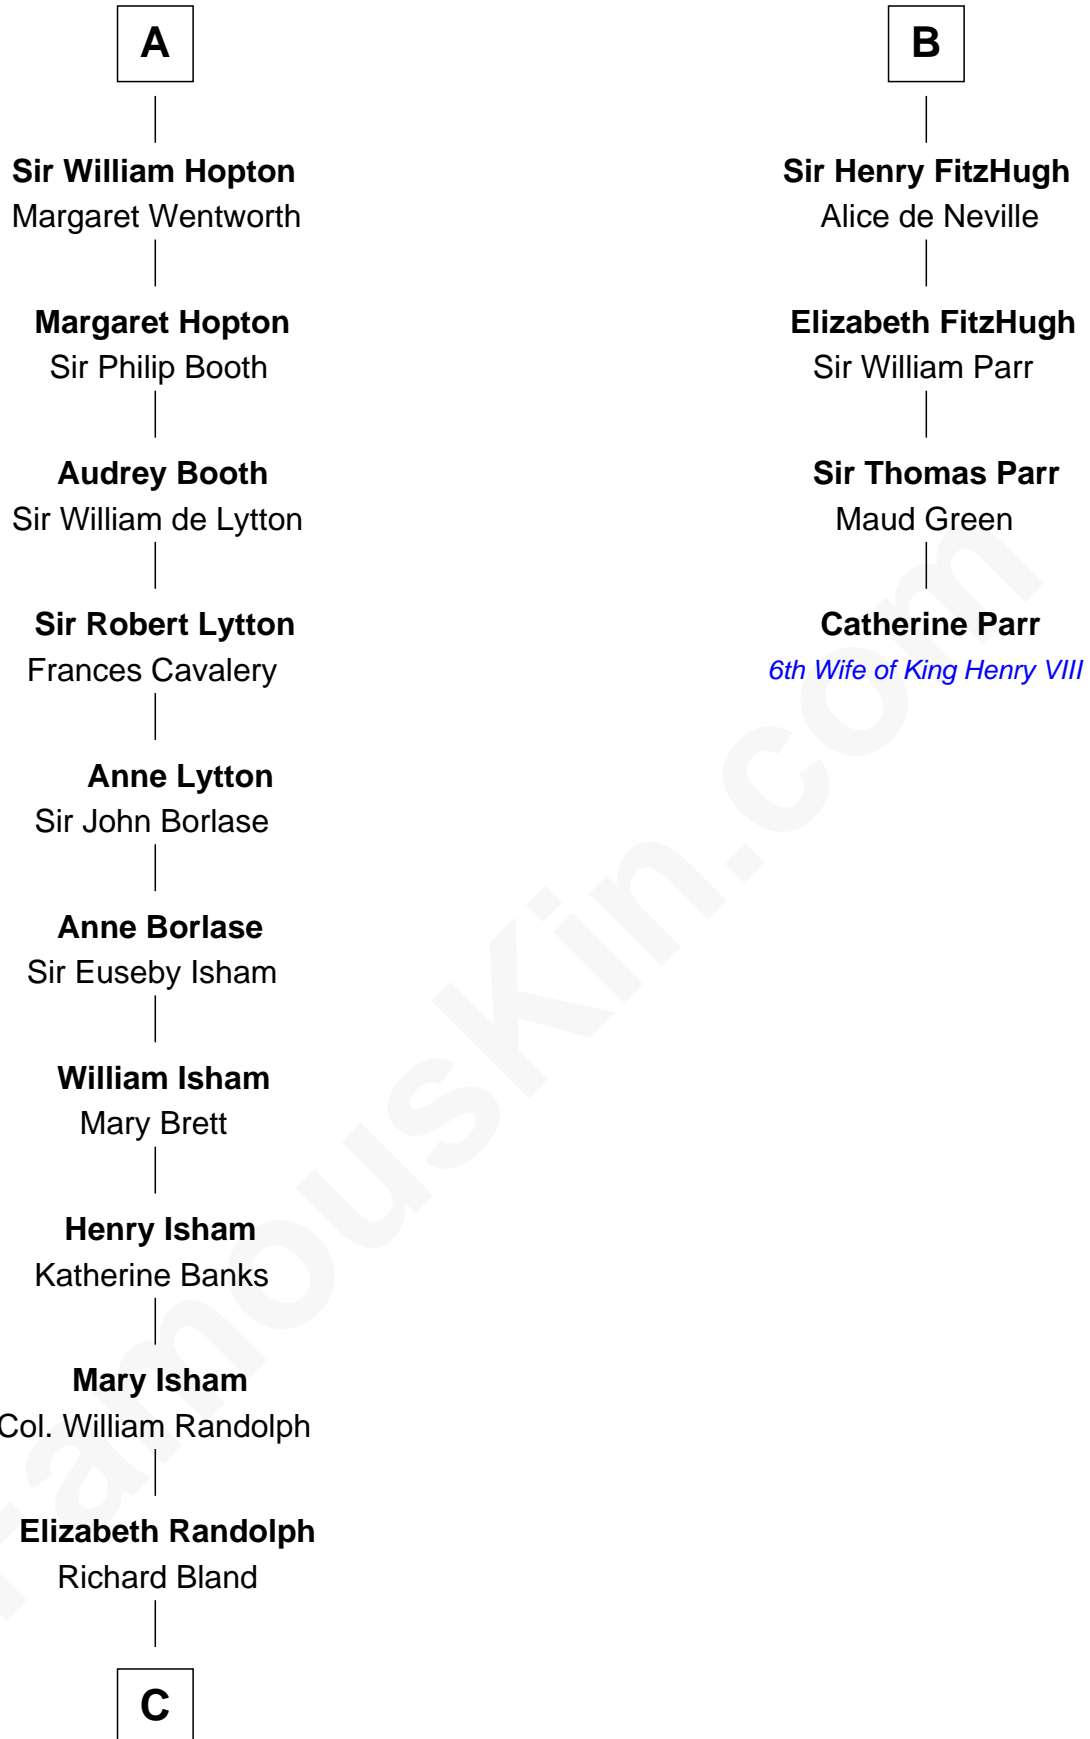 A
Sir William Hopton
Margaret Wentworth
Margaret Hopton
Sir Philip Booth
Audrey Booth
Sir William de Lytton
Sir Robert Lytton
Frances Cavalery
Anne Lytton
Sir John Borlase
Anne Borlase
Sir Euseby Isham
William Isham
Mary Brett
Henry Isham
Katherine Banks
Mary Isham
Col. William Randolph
Elizabeth Randolph
Richard Bland
C
B
Sir Henry FitzHugh
Alice de Neville
Elizabeth FitzHugh
Sir William Parr
Sir Thomas Parr
Maud Green
Catherine Parr
6th Wife of King Henry VIII
FamousKin.com